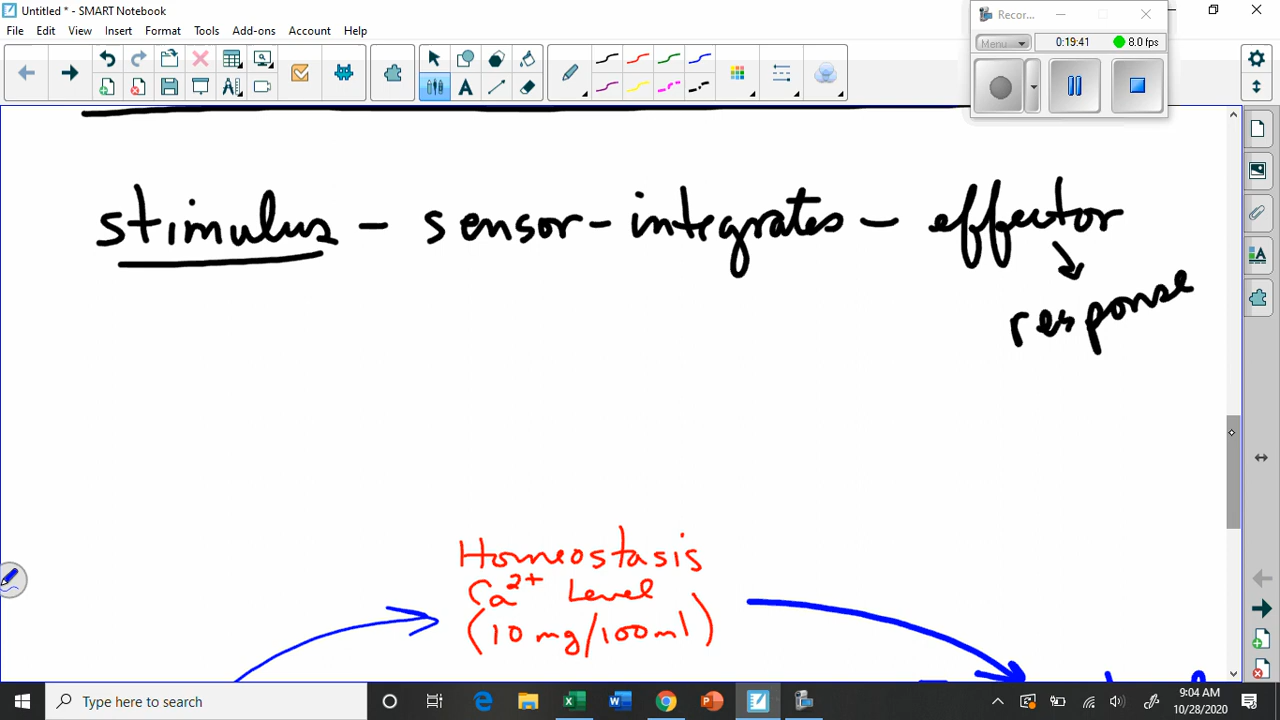 Untitled * - SMART Notebook
File Edit View Insert Format Tools Add-ons Account Help
Recor...
Menu
0:19:41
8.0 fps
stimulus - sensor - integrates - effector
response
Homeostasis
Ca2+ Level
(10 mg/100ml)
Type here to search
9:04 AM
10/28/2020